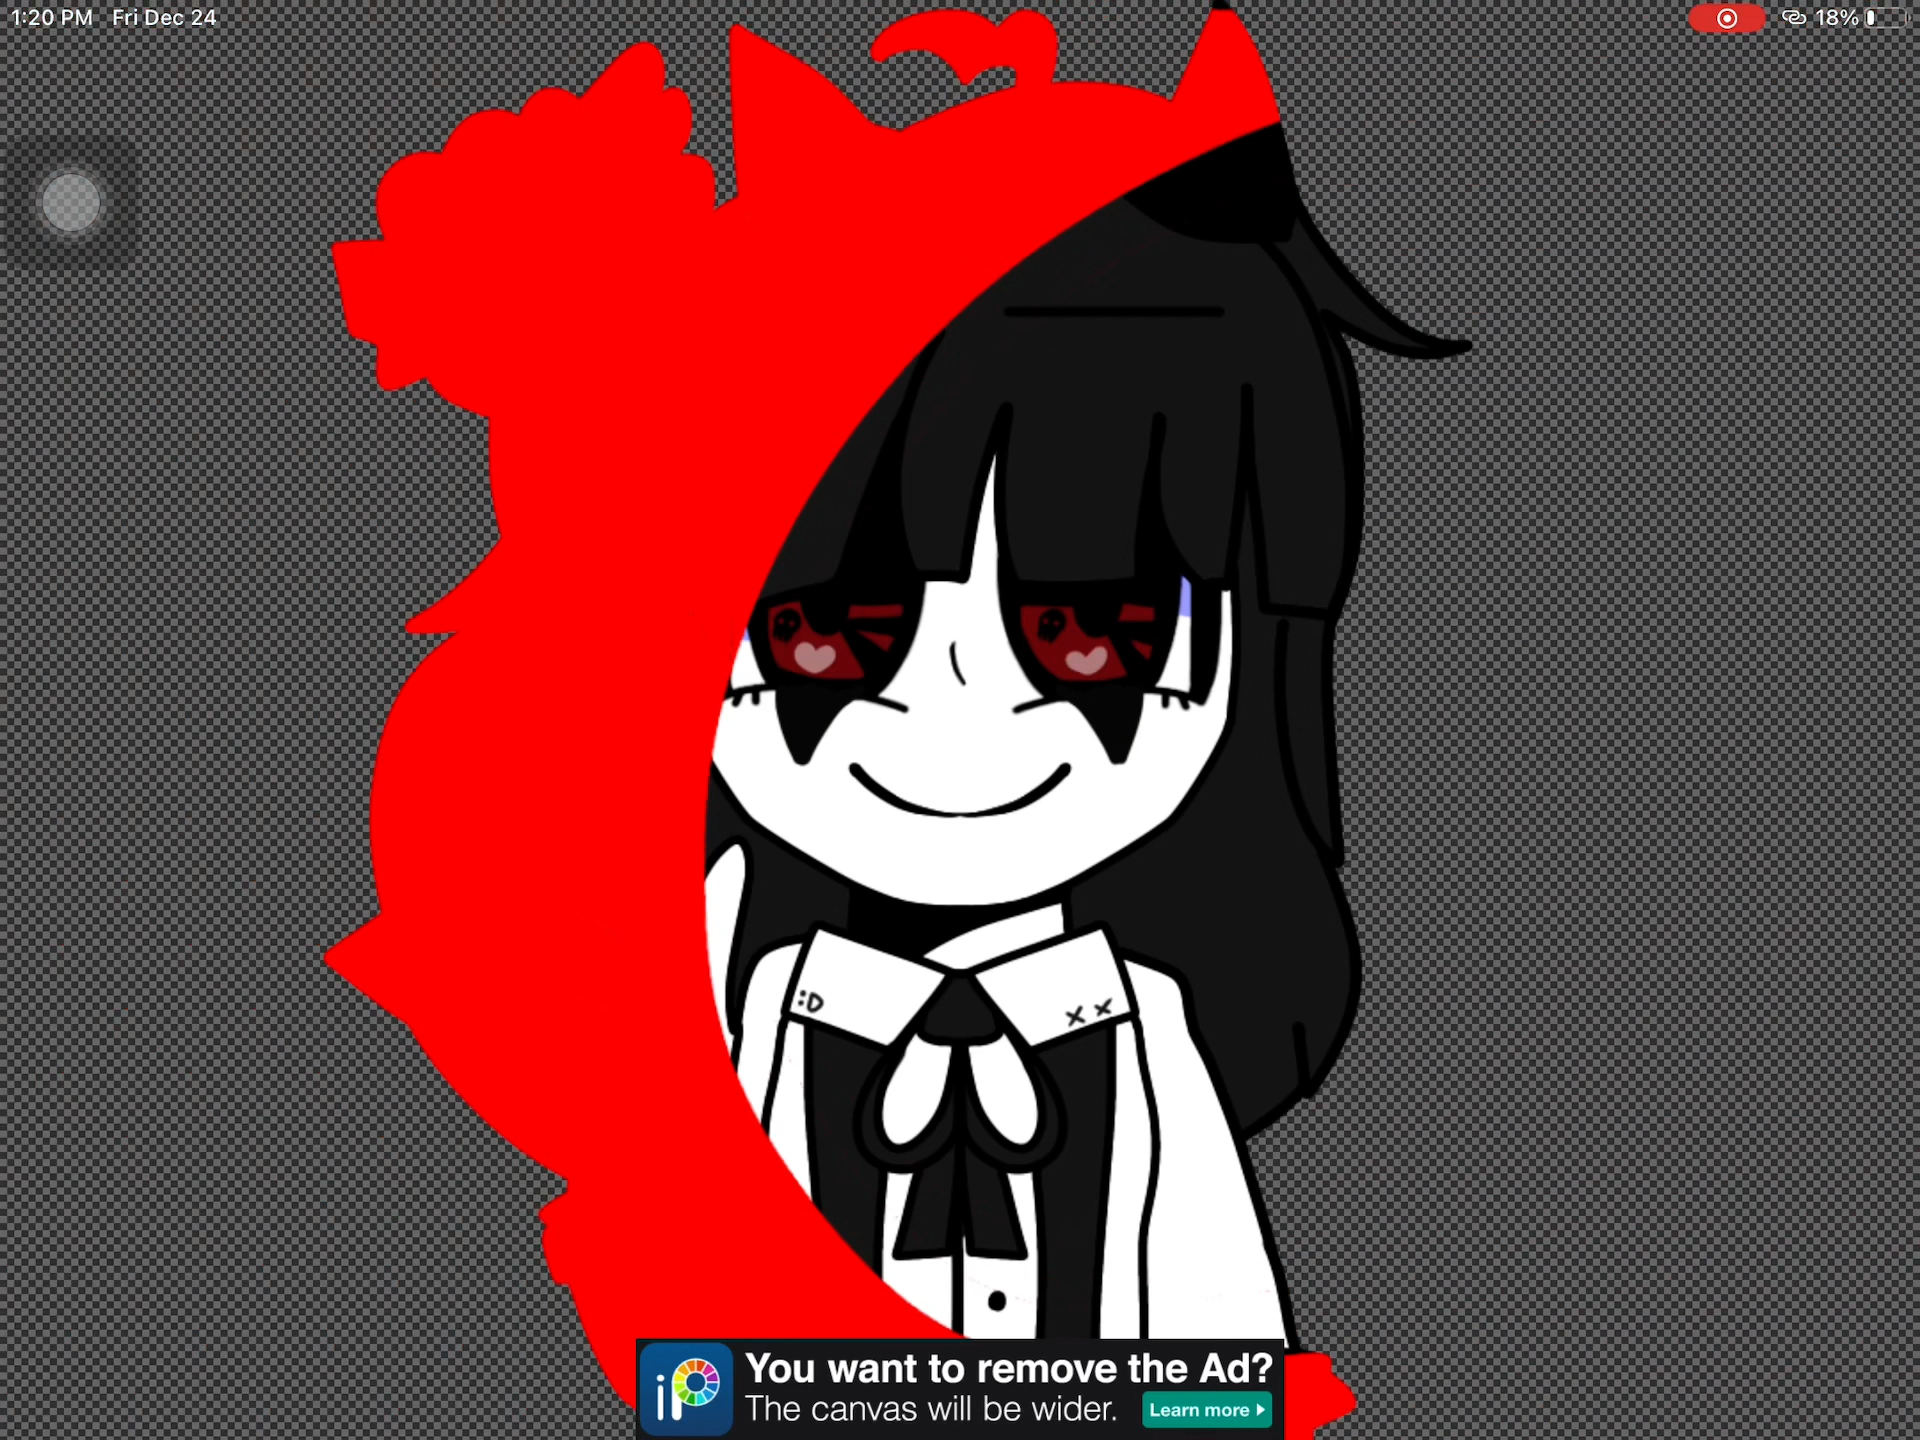 1:20 PM Fri Dec 24
18%
:D
x x
iP
You want to remove the Ad?
The canvas will be wider.
Learn more